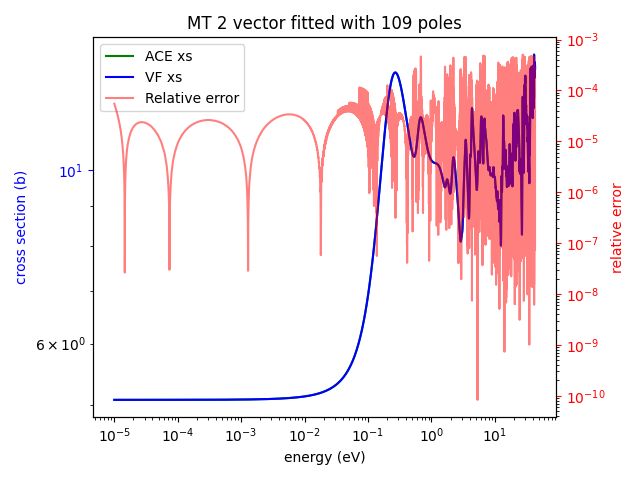 MT 2 vector fitted with 109 poles
ACE xs
VF xs
Relative error
cross section (b)
10¹
6 × 10⁰
10⁻³
10⁻⁴
10⁻⁵
10⁻⁶
10⁻⁷
10⁻⁸
10⁻⁹
10⁻¹⁰
relative error
10⁻⁵ 10⁻⁴ 10⁻³ 10⁻² 10⁻¹ 10⁰ 10¹
energy (eV)